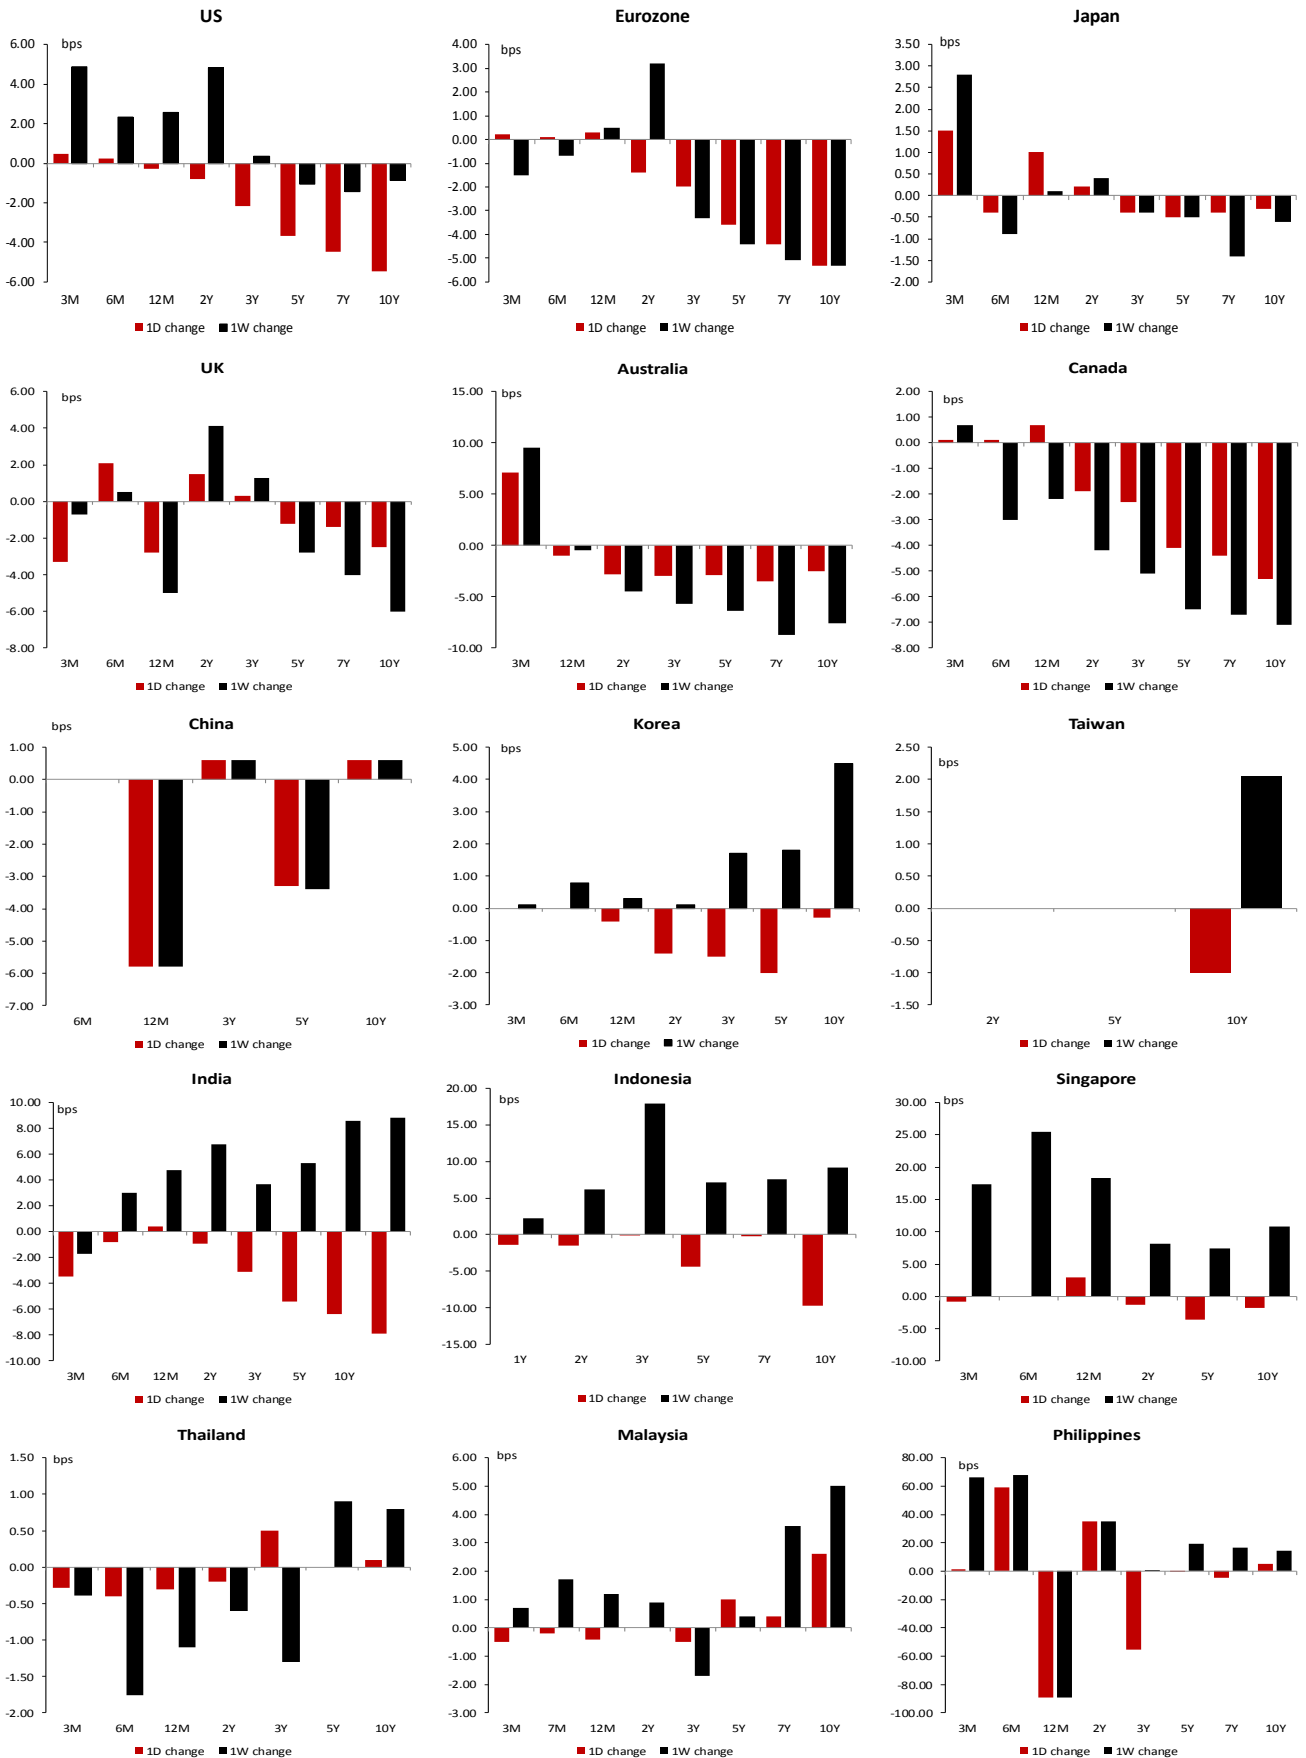 US
bps
6.00
4.00
2.00
0.00
-2.00
-4.00
-6.00
3M 6M 12M 2Y 3Y 5Y 7Y 10Y
1D change 1W change
Eurozone
bps
4.00
3.00
2.00
1.00
0.00
-1.00
-2.00
-3.00
-4.00
-5.00
-6.00
3M 6M 12M 2Y 3Y 5Y 7Y 10Y
1D change 1W change
Japan
bps
3.50
3.00
2.50
2.00
1.50
1.00
0.50
0.00
-0.50
-1.00
-1.50
-2.00
3M 6M 12M 2Y 3Y 5Y 7Y 10Y
1D change 1W change
UK
bps
6.00
4.00
2.00
0.00
-2.00
-4.00
-6.00
-8.00
3M 6M 12M 2Y 3Y 5Y 7Y 10Y
1D change 1W change
Australia
bps
15.00
10.00
5.00
0.00
-5.00
-10.00
3M 12M 2Y 3Y 5Y 7Y 10Y
1D change 1W change
Canada
bps
2.00
1.00
0.00
-1.00
-2.00
-3.00
-4.00
-5.00
-6.00
-7.00
-8.00
3M 6M 12M 2Y 3Y 5Y 7Y 10Y
1D change 1W change
China
bps
1.00
0.00
-1.00
-2.00
-3.00
-4.00
-5.00
-6.00
-7.00
6M 12M 3Y 5Y 10Y
1D change 1W change
Korea
bps
5.00
4.00
3.00
2.00
1.00
0.00
-1.00
-2.00
-3.00
3M 6M 12M 2Y 3Y 5Y 10Y
1D change 1W change
Taiwan
bps
2.50
2.00
1.50
1.00
0.50
0.00
-0.50
-1.00
-1.50
2Y 5Y 10Y
1D change 1W change
India
bps
10.00
8.00
6.00
4.00
2.00
0.00
-2.00
-4.00
-6.00
-8.00
-10.00
3M 6M 12M 2Y 3Y 5Y 10Y
1D change 1W change
Indonesia
bps
20.00
15.00
10.00
5.00
0.00
-5.00
-10.00
-15.00
1Y 2Y 3Y 5Y 7Y 10Y
1D change 1W change
Singapore
bps
30.00
25.00
20.00
15.00
10.00
5.00
0.00
-5.00
-10.00
3M 6M 12M 2Y 5Y 10Y
1D change 1W change
Thailand
bps
1.50
1.00
0.50
0.00
-0.50
-1.00
-1.50
-2.00
3M 6M 12M 2Y 3Y 5Y 10Y
1D change 1W change
Malaysia
bps
6.00
5.00
4.00
3.00
2.00
1.00
0.00
-1.00
-2.00
-3.00
3M 7M 12M 2Y 3Y 5Y 7Y 10Y
1D change 1W change
Philippines
bps
80.00
60.00
40.00
20.00
0.00
-20.00
-40.00
-60.00
-80.00
-100.00
3M 6M 12M 2Y 3Y 5Y 7Y 10Y
1D change 1W change